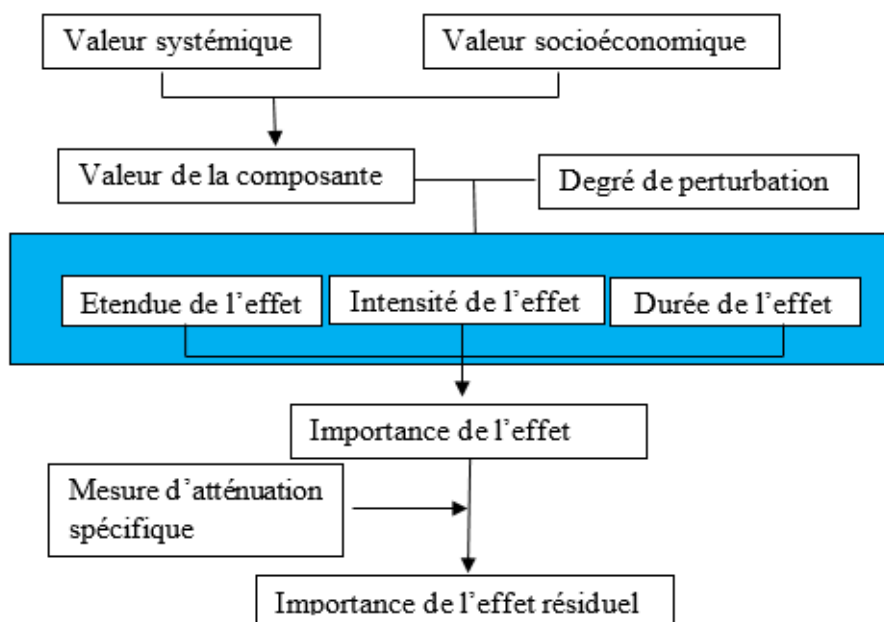 Valeur systémique
Valeur socioéconomique
Valeur de la composante
Degré de perturbation
Etendue de l’effet
Intensité de l’effet
Durée de l’effet
Importance de l’effet
Mesure d’atténuation
spécifique
Importance de l’effet résiduel